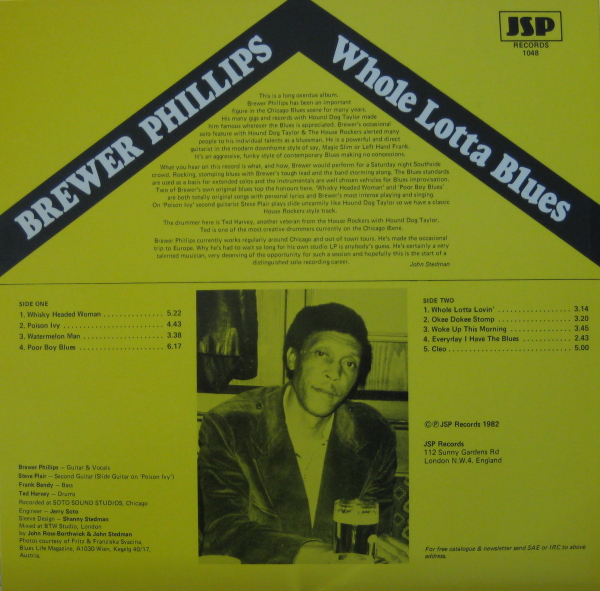 BREWER PHILLIPS
Whole Lotta Blues
JSP
RECORDS
1048
This is a long overdue album.
Brewer Phillips has been an important
figure in the Chicago Blues scene for many years.
His many gigs and records with Hound Dog Taylor made
him famous wherever the Blues is appreciated. Brewer's occasional
solo feature with Hound Dog Taylor & The House Rockers alerted many
people to his individual talents as a bluesman. He is a powerful and direct
guitarist in the modern downhome style of say, Magic Slim or Left Hand Frank.
It's an aggressive, funky style of contemporary Blues making no concessions.
What you hear on this record is what, and how, Brewer would perform for a Saturday night Southside
crowd. Rocking, stomping blues with Brewer's tough lead and the band storming along. The Blues standards
are used as a basis for extended solos and the instrumentals are well chosen vehicles for Blues improvisation.
Two of Brewer's own original blues top the honours here. 'Whisky Headed Woman' and 'Poor Boy Blues'
are both totally original songs with personal lyrics and Brewer's most intense playing and singing.
On 'Poison Ivy' second guitarist Steve Plair plays slide uncannily like Hound Dog Taylor so we have a classic
House Rockers style track.
The drummer here is Ted Harvey, another veteran from the House Rockers with Hound Dog Taylor.
Ted is one of the most creative drummers currently on the Chicago scene.
Brewer Phillips currently works regularly around Chicago and out of town tours. He's made the occasional
trip to Europe. Why he's had to wait so long for his own studio LP is anybody's guess. He's certainly a very
talented musician, very deserving of the opportunity for such a session and hopefully this is the start of a
distinguished solo recording career.
John Stedman
SIDE ONE
1. Whisky Headed Woman . . . . . . . . . . . . . . . 5.22
2. Poison Ivy . . . . . . . . . . . . . . . . . . . . . 4.43
3. Watermelon Man . . . . . . . . . . . . . . . . . . 3.38
4. Poor Boy Blues . . . . . . . . . . . . . . . . . . . 6.17
SIDE TWO
1. Whole Lotta Lovin' . . . . . . . . . . . . . . . . 3.14
2. Okee Dokee Stomp . . . . . . . . . . . . . . . . 3.20
3. Woke Up This Morning . . . . . . . . . . . . . . 3.45
4. Everyday I Have The Blues . . . . . . . . . . . 2.43
5. Cleo . . . . . . . . . . . . . . . . . . . . . . . . 5.00
©℗ JSP Records 1982
JSP Records
112 Sunny Gardens Rd
London N.W.4. England
Brewer Phillips — Guitar & Vocals
Steve Plair — Second Guitar (Slide Guitar on 'Poison Ivy')
Frank Bandy — Bass
Ted Harvey — Drums
Recorded at SOTO SOUND STUDIOS, Chicago
Engineer — Jerry Soto
Sleeve Design — Shanny Stedman
Mixed at BTW Studio, London
by John Rose-Borthwick & John Stedman
Photos courtesy of Fritz & Franziska Svacina,
Blues Life Magazine, A1030 Wien, Kegelg 40/17,
Austria.
For free catalogue & newsletter send SAE or IRC to above
address.